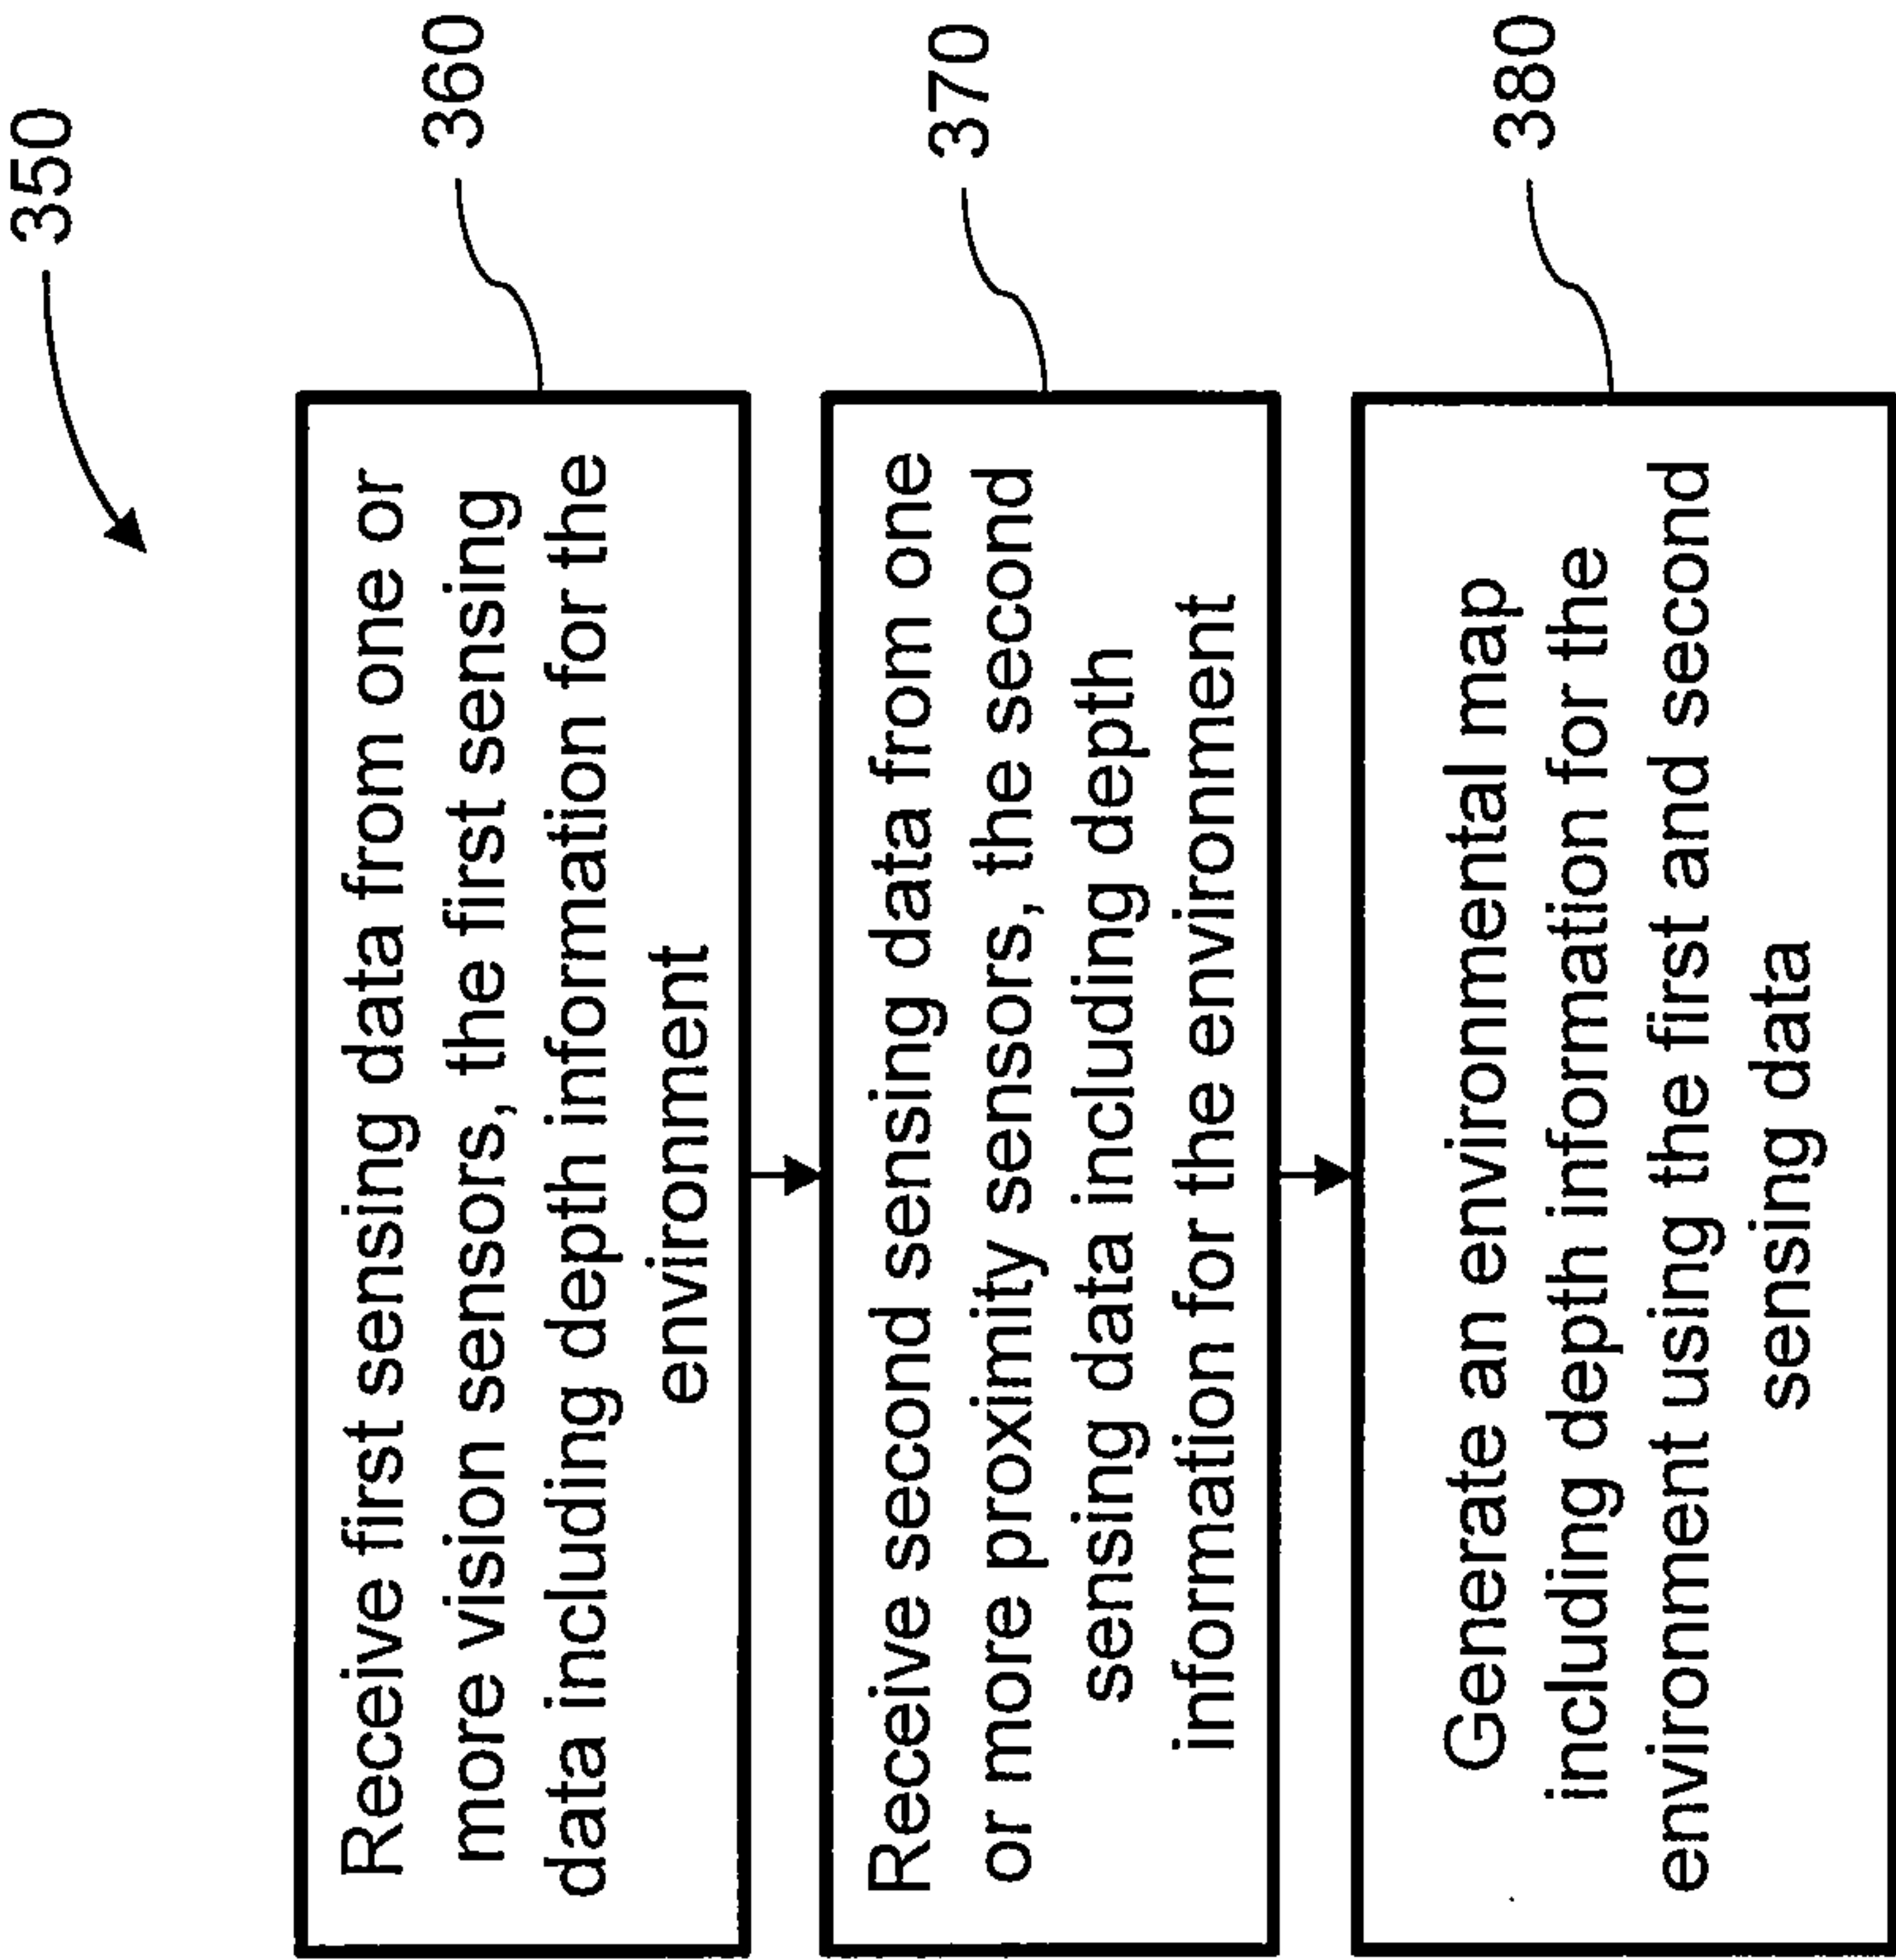 350
Receive first sensing data from one or
more vision sensors, the first sensing
data including depth information for the
environment
360
Receive second sensing data from one
or more proximity sensors, the second
sensing data including depth
information for the environment
370
Generate an environmental map
including depth information for the
environment using the first and second
sensing data
380